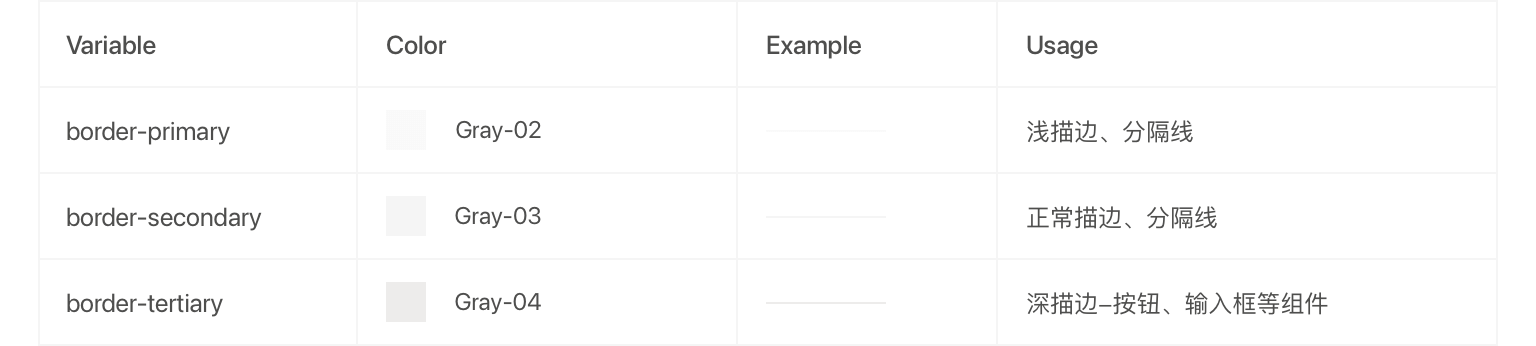 Variable Color Example Usage
border-primary Gray-02 浅描边、分隔线
border-secondary Gray-03 正常描边、分隔线
border-tertiary Gray-04 深描边–按钮、输入框等组件